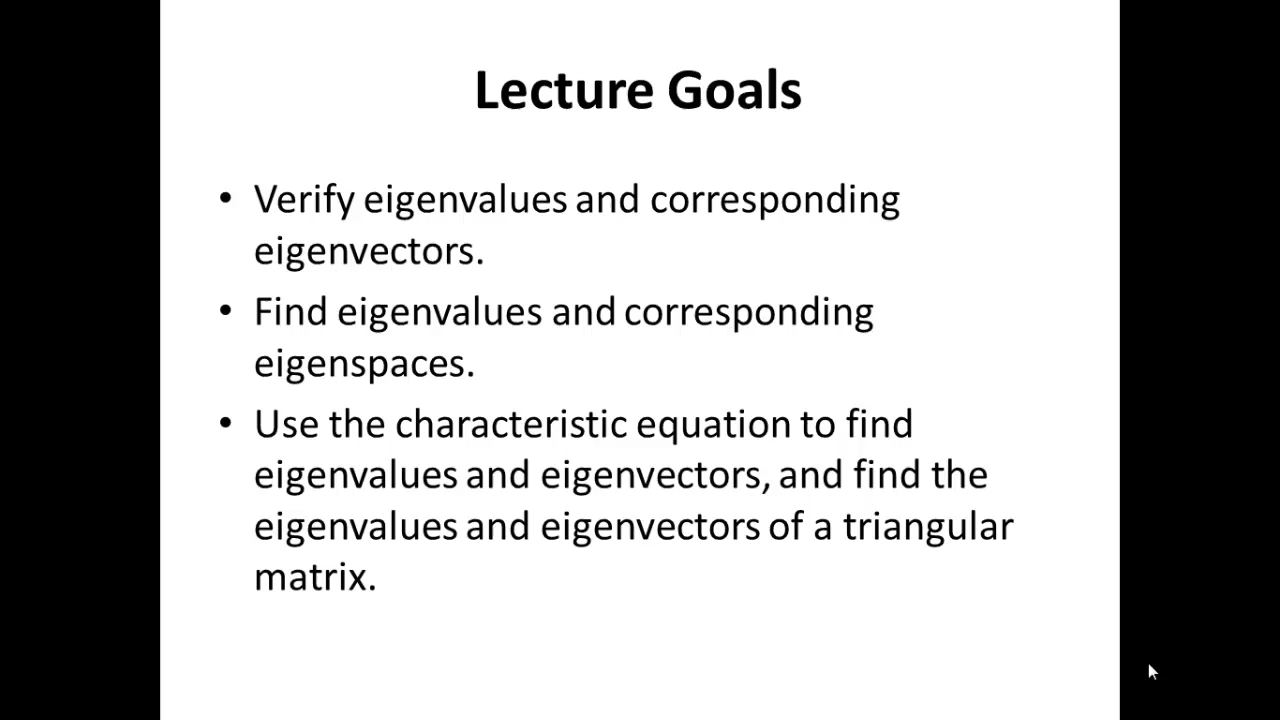 Lecture Goals
• Verify eigenvalues and corresponding
eigenvectors.
• Find eigenvalues and corresponding
eigenspaces.
• Use the characteristic equation to find
eigenvalues and eigenvectors, and find the
eigenvalues and eigenvectors of a triangular
matrix.